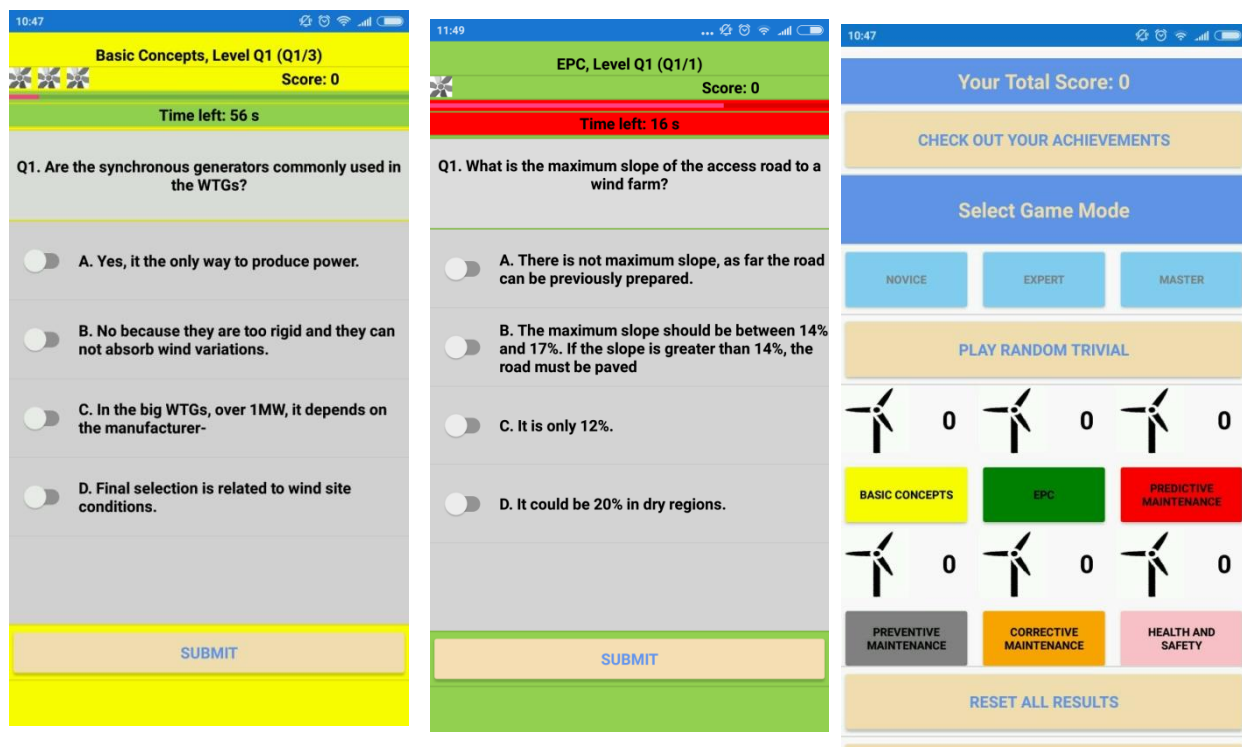 10:47
Basic Concepts, Level Q1 (Q1/3)
Score: 0
Time left: 56 s
Q1. Are the synchronous generators commonly used in
the WTGs?
A. Yes, it the only way to produce power.
B. No because they are too rigid and they can
not absorb wind variations.
C. In the big WTGs, over 1MW, it depends on
the manufacturer-
D. Final selection is related to wind site
conditions.
SUBMIT
11:49
...
EPC, Level Q1 (Q1/1)
Score: 0
Time left: 16 s
Q1. What is the maximum slope of the access road to a
wind farm?
A. There is not maximum slope, as far the road
can be previously prepared.
B. The maximum slope should be between 14%
and 17%. If the slope is greater than 14%, the
road must be paved
C. It is only 12%.
D. It could be 20% in dry regions.
SUBMIT
10:47
Your Total Score: 0
CHECK OUT YOUR ACHIEVEMENTS
Select Game Mode
NOVICE EXPERT MASTER
PLAY RANDOM TRIVIAL
0 0 0
BASIC CONCEPTS EPC PREDICTIVE
MAINTENANCE
0 0 0
PREVENTIVE CORRECTIVE HEALTH AND
MAINTENANCE MAINTENANCE SAFETY
RESET ALL RESULTS